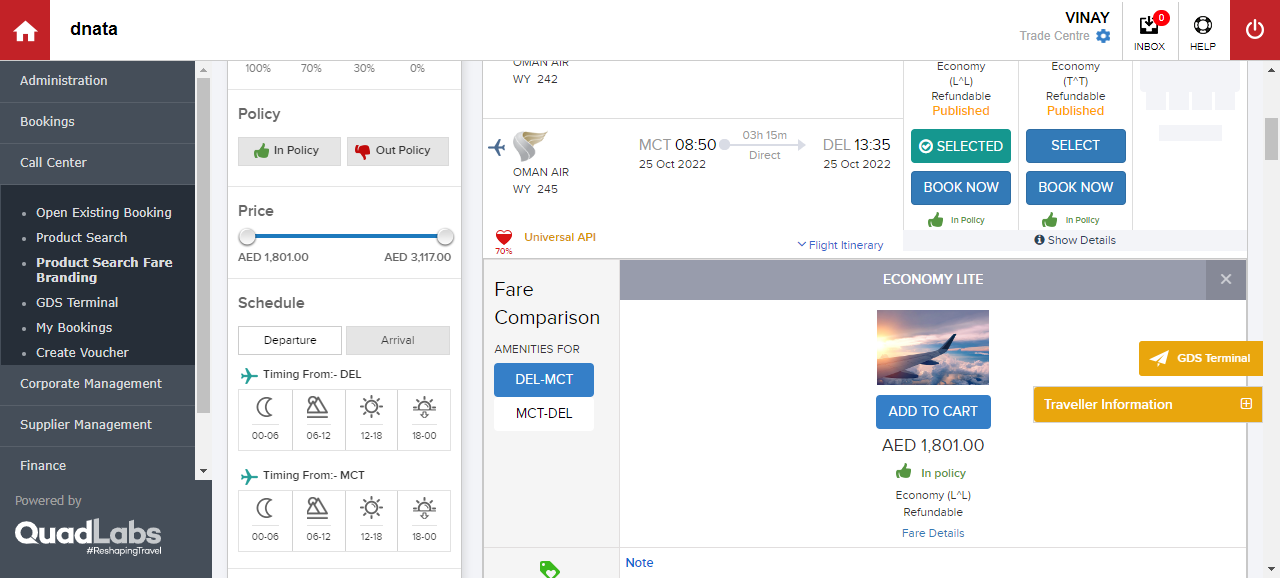 dnata
VINAY
Trade Centre
0
INBOX
HELP
Administration
Bookings
Call Center
Open Existing Booking
Product Search
Product Search Fare
Branding
GDS Terminal
My Bookings
Create Voucher
Corporate Management
Supplier Management
Finance
Powered by
QuadLabs
#ReshapingTravel
100% 70% 30% 0%
Policy
In Policy Out Policy
Price
AED 1,801.00 AED 3,117.00
Schedule
Departure Arrival
Timing From:- DEL
00-06 06-12 12-18 18-00
Timing From:- MCT
00-06 06-12 12-18 18-00
OMAN AIR
WY 242
Economy
(L^L)
Refundable
Published
Economy
(T^T)
Refundable
Published
OMAN AIR
WY 245
MCT 08:50
25 Oct 2022
03h 15m
Direct
DEL 13:35
25 Oct 2022
SELECTED
BOOK NOW
In Policy
SELECT
BOOK NOW
In Policy
70%
Universal API
Flight Itinerary
Show Details
Fare
Comparison
AMENITIES FOR
DEL-MCT
MCT-DEL
ECONOMY LITE
ADD TO CART
AED 1,801.00
In policy
Economy (L^L)
Refundable
Fare Details
Note
GDS Terminal
Traveller Information